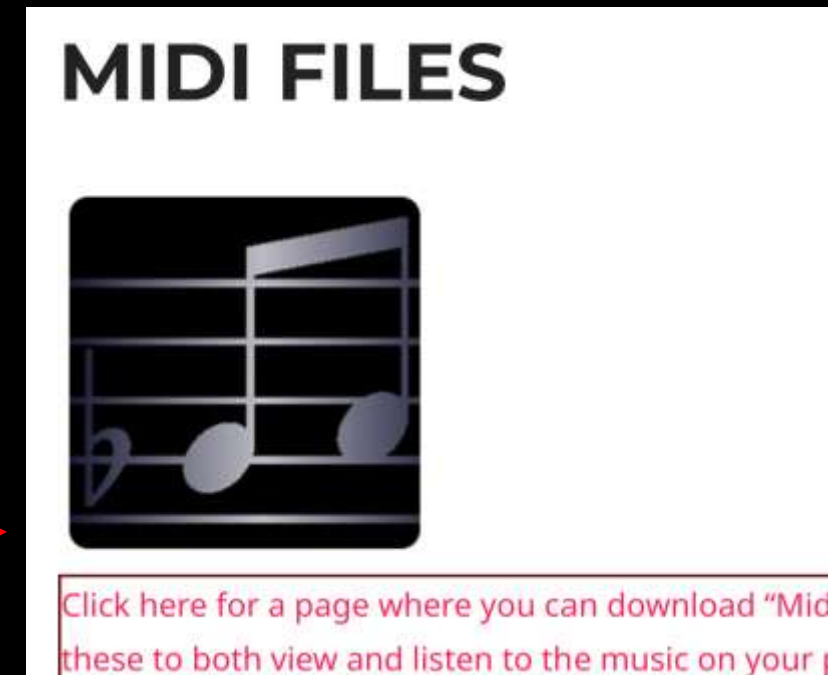 MIDI FILES
Click here for a page where you can download “Mid
these to both view and listen to the music on your